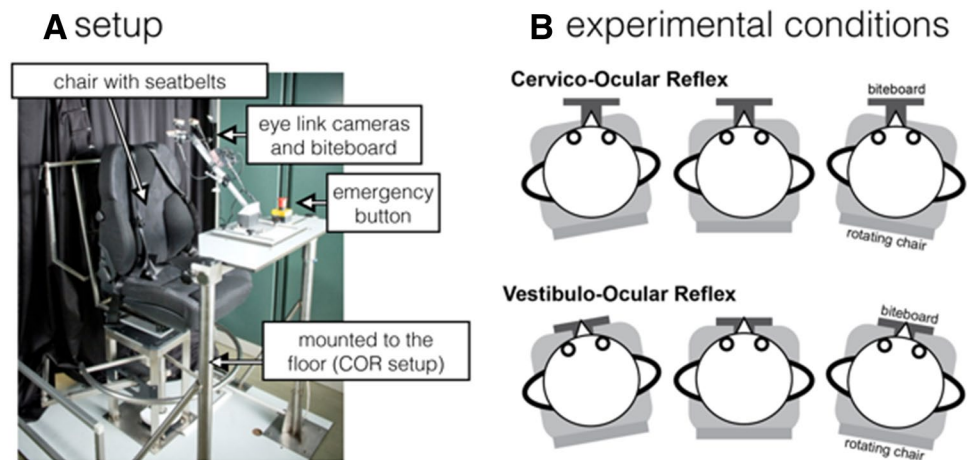 A setup
chair with seatbelts
eye link cameras
and biteboard
emergency
button
mounted to the
floor (COR setup)
B experimental conditions
Cervico-Ocular Reflex
biteboard
rotating chair
Vestibulo-Ocular Reflex
biteboard
rotating chair